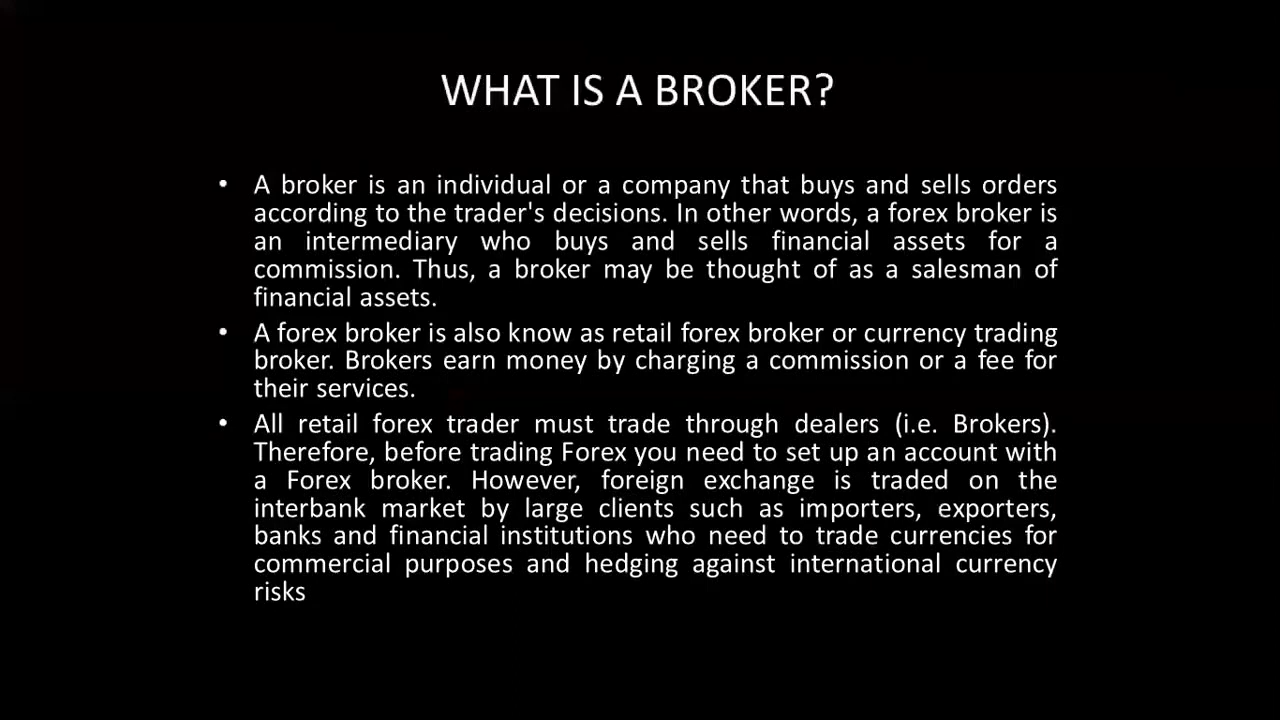 WHAT IS A BROKER?
• A broker is an individual or a company that buys and sells orders
according to the trader's decisions. In other words, a forex broker is
an intermediary who buys and sells financial assets for a
commission. Thus, a broker may be thought of as a salesman of
financial assets.
• A forex broker is also know as retail forex broker or currency trading
broker. Brokers earn money by charging a commission or a fee for
their services.
• All retail forex trader must trade through dealers (i.e. Brokers).
Therefore, before trading Forex you need to set up an account with
a Forex broker. However, foreign exchange is traded on the
interbank market by large clients such as importers, exporters,
banks and financial institutions who need to trade currencies for
commercial purposes and hedging against international currency
risks